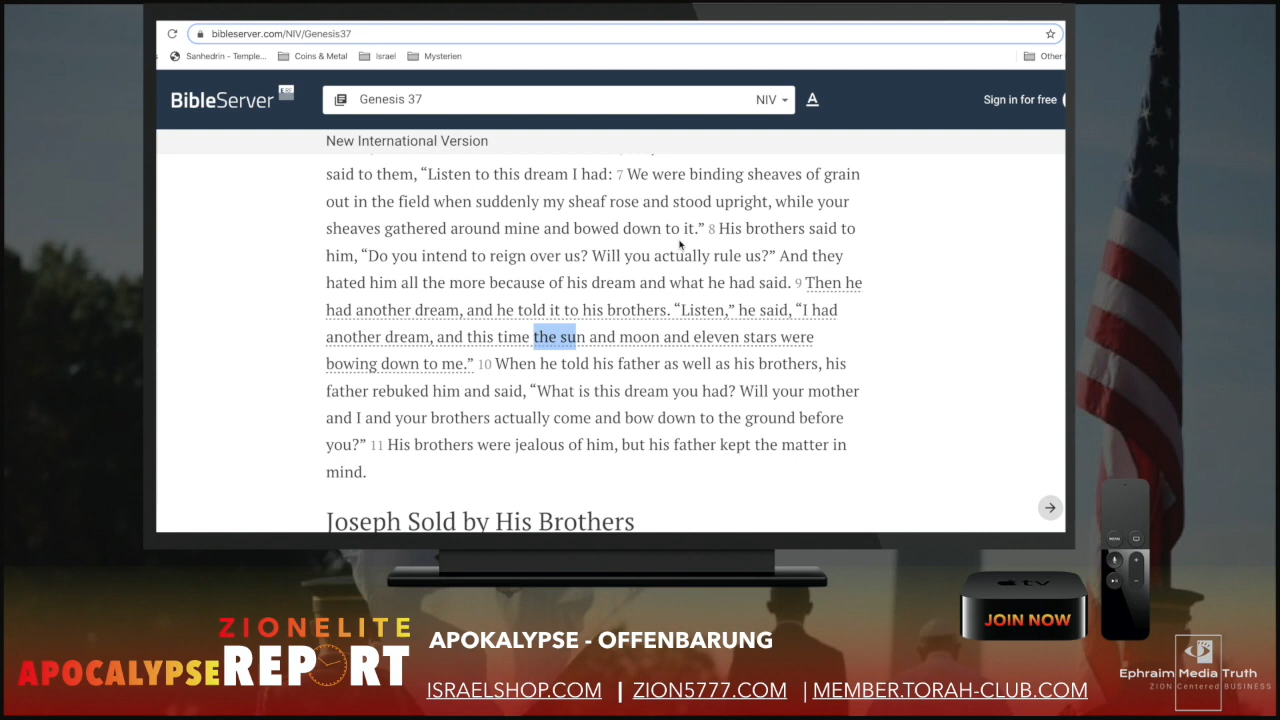 bibleserver.com/NIV/Genesis37
Sanhedrin - Temple... Coins & Metal Israel Mysterien Other
BibleServer Genesis 37 NIV A Sign in for free
New International Version
said to them, “Listen to this dream I had: 7 We were binding sheaves of grain
out in the field when suddenly my sheaf rose and stood upright, while your
sheaves gathered around mine and bowed down to it.” 8 His brothers said to
him, “Do you intend to reign over us? Will you actually rule us?” And they
hated him all the more because of his dream and what he had said. 9 Then he
had another dream, and he told it to his brothers. “Listen,” he said, “I had
another dream, and this time the sun and moon and eleven stars were
bowing down to me.” 10 When he told his father as well as his brothers, his
father rebuked him and said, “What is this dream you had? Will your mother
and I and your brothers actually come and bow down to the ground before
you?” 11 His brothers were jealous of him, but his father kept the matter in
mind.
Joseph Sold by His Brothers
MENU
tv
JOIN NOW
ZIONELITE
APOCALYPSE REPORT
APOKALYPSE - OFFENBARUNG
ISRAELSHOP.COM | ZION5777.COM | MEMBER.TORAH-CLUB.COM
Ephraim Media Truth
ZION Centered BUSINESS